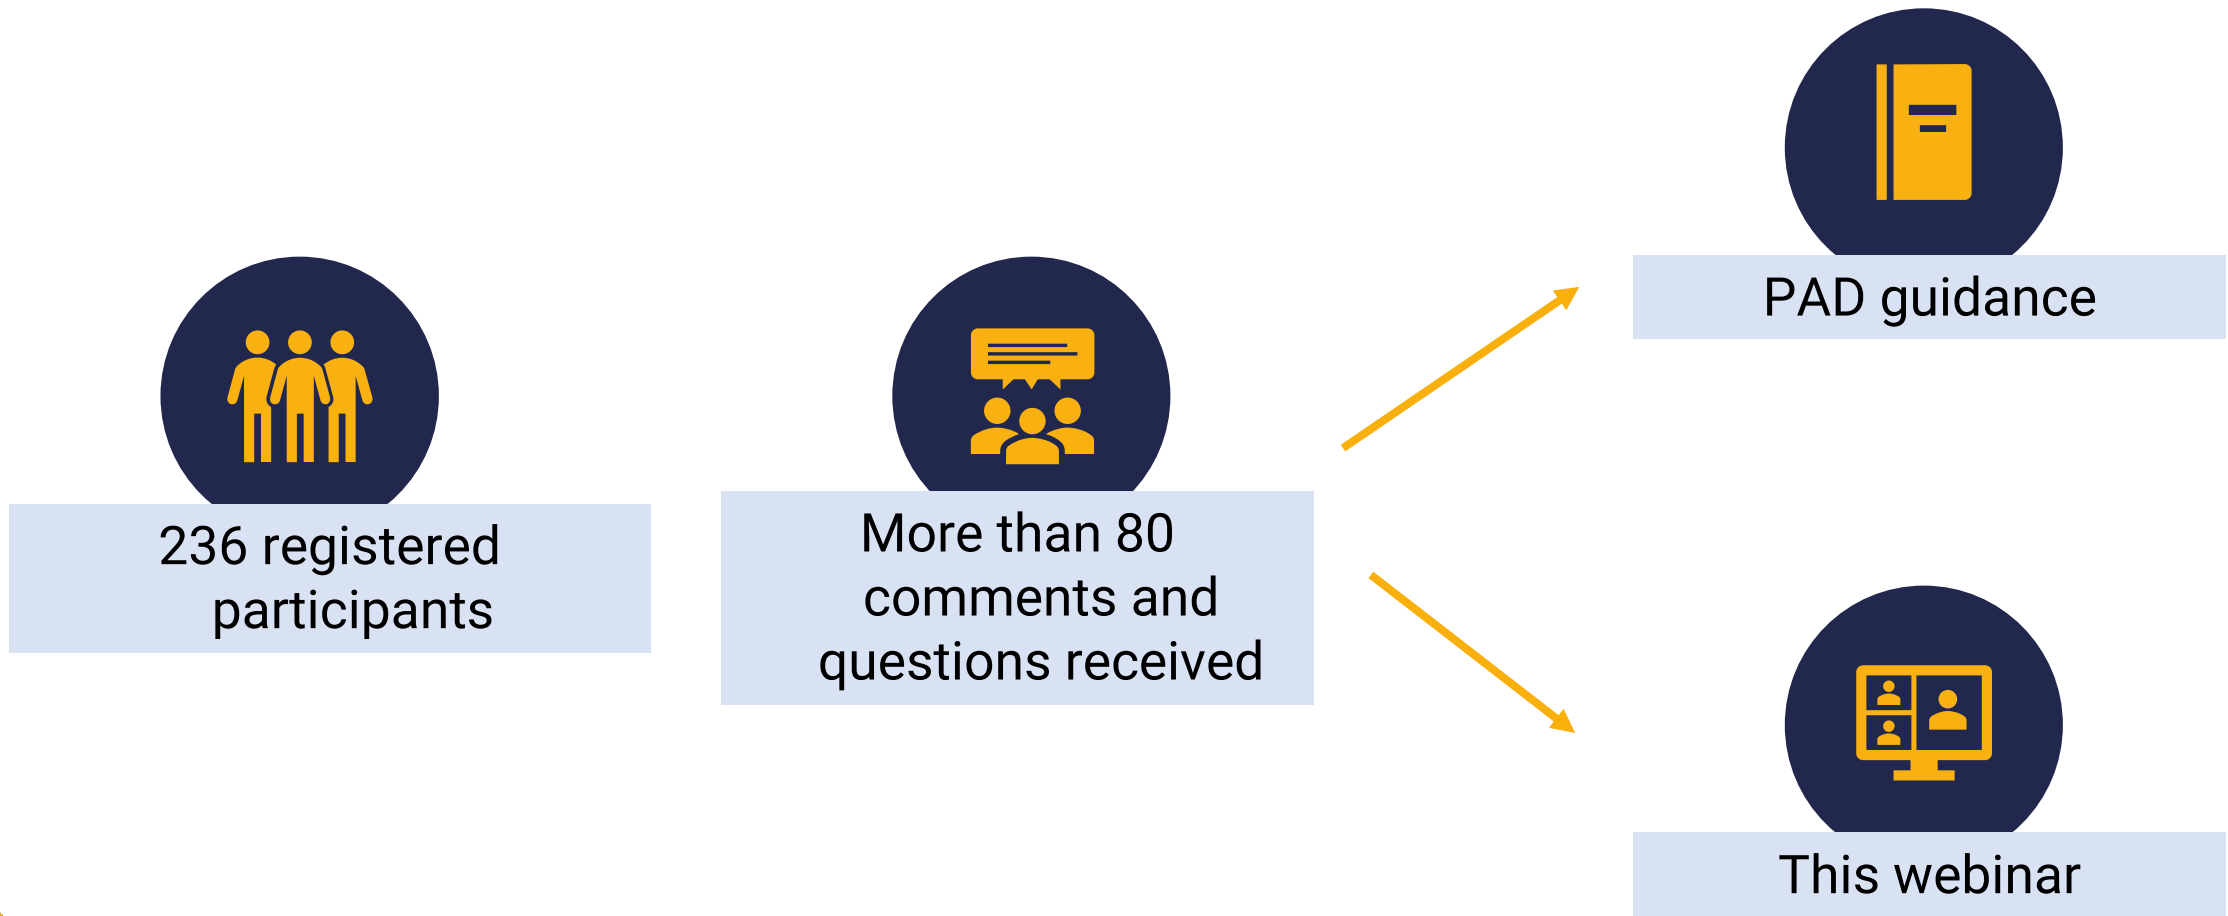 236 registered
participants
More than 80
comments and
questions received
PAD guidance
This webinar